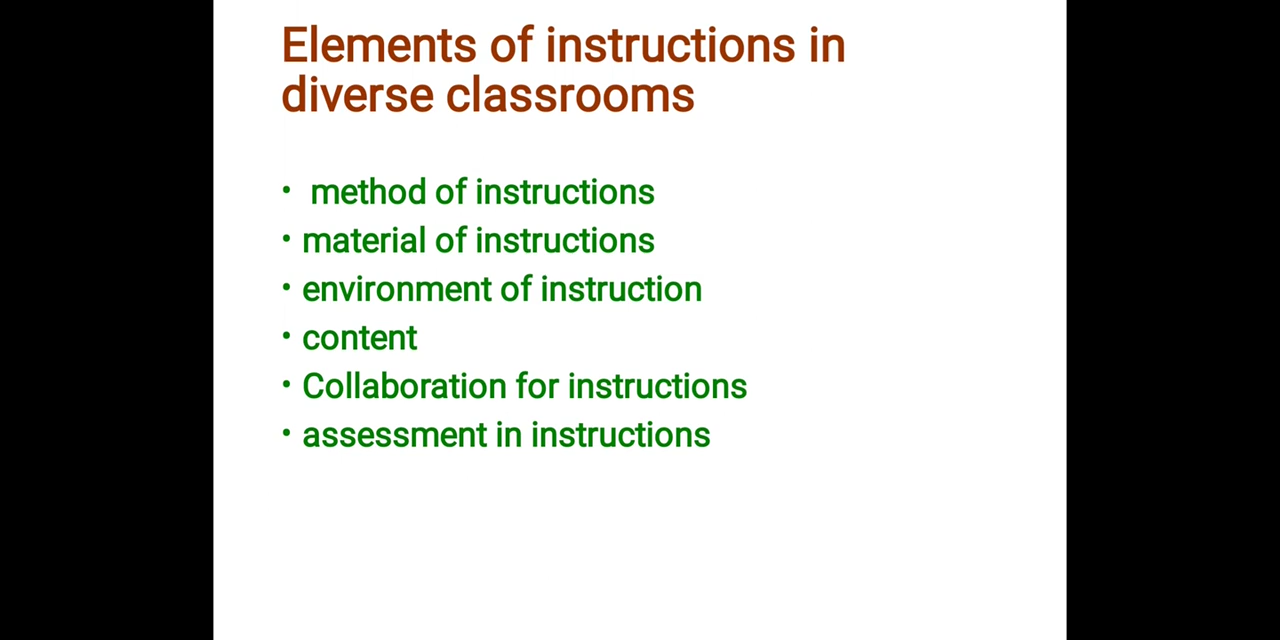 Elements of instructions in
diverse classrooms
• method of instructions
• material of instructions
• environment of instruction
• content
• Collaboration for instructions
• assessment in instructions